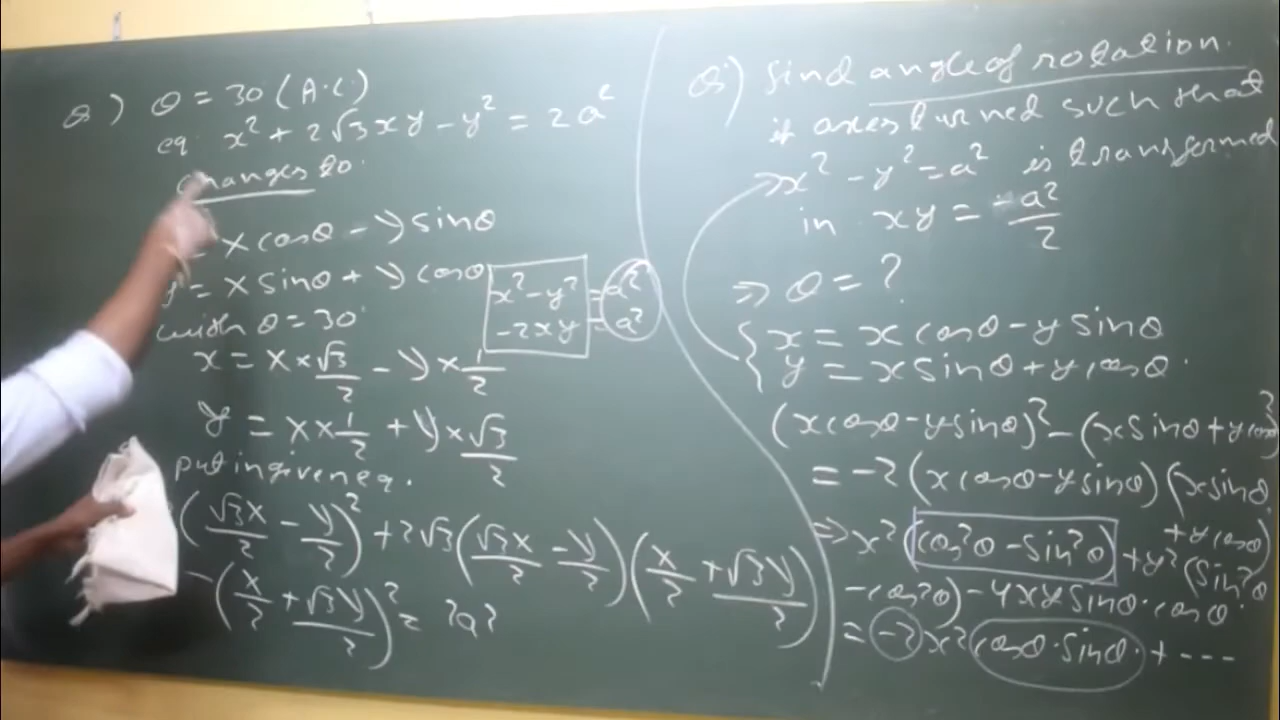 Q) θ = 30 (A.C.)
eq. x² + 2√3xy - y² = 2a²
changes to
= X cosθ - Y sinθ
y = X sinθ + Y cosθ
with θ = 30°
x = X × √3/2 - Y × 1/2
y = X × 1/2 + Y × √3/2
put in given eq.
(√3X/2 - Y/2)² + 2√3(√3X/2 - Y/2)(X/2 + √3Y/2)
- (X/2 + √3Y/2)² = 2a²
x² - y² = a²
-2xy = a²
Q) find angle of rotation.
if axes turned such that
x² - y² = a² is transformed
in xy = -a²/2
⇒ θ = ?
x = x cosθ - y sinθ
y = x sinθ + y cosθ.
(x cosθ - y sinθ)² - (x sinθ + y cosθ)²
= -2(x cosθ - y sinθ)(x sinθ
+ y cosθ)
⇒ x²(cos²θ - sin²θ) + y²(sin²θ
- cos²θ) - 4xy sinθ.cosθ.
= -2x² cosθ.sinθ. + ---